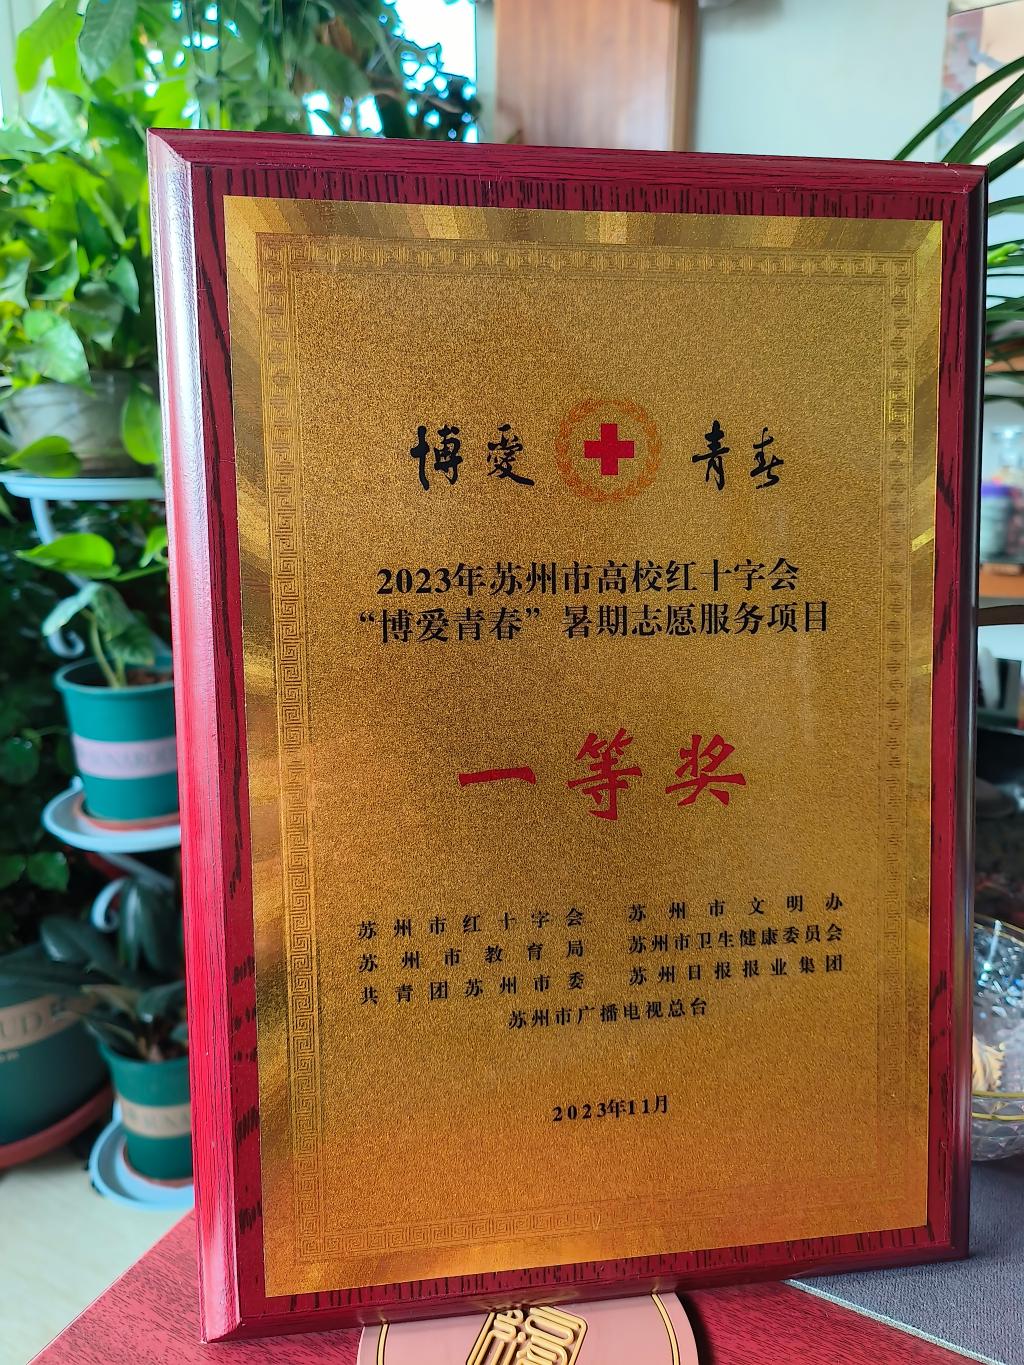 博愛 青春
2023年苏州市高校红十字会
“博爱青春”暑期志愿服务项目
一等奖
苏州市红十字会 苏州市文明办
苏州市教育局 苏州市卫生健康委员会
共青团苏州市委 苏州日报报业集团
苏州市广播电视总台
2023年11月